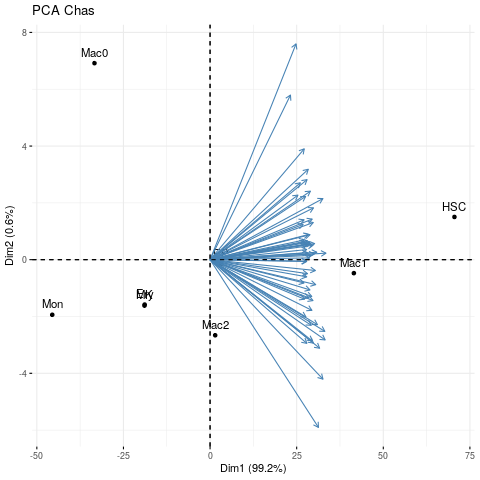 PCA Chas
8
4
0
-4
Dim2 (0.6%)
Mac0
HSC
Mac1
Mon
Mac2
-50
-25
0
25
50
75
Dim1 (99.2%)